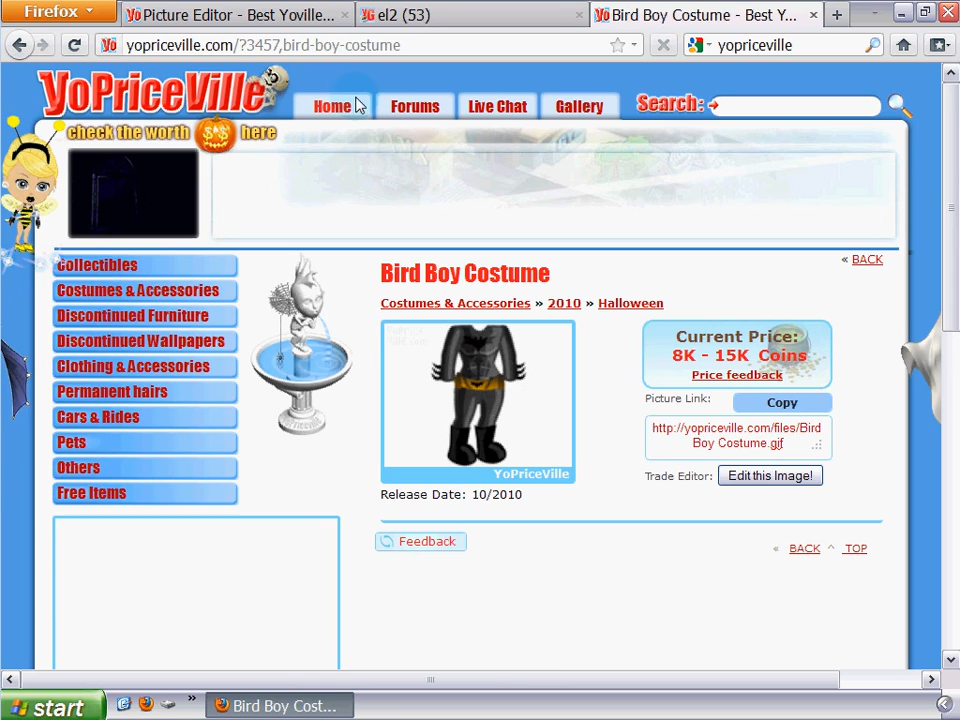 Firefox
Picture Editor - Best Yoville...
el2 (53)
Bird Boy Costume - Best Y...
yopriceville.com/?3457,bird-boy-costume
yopriceville
YoPriceVille
Home
Forums
Live Chat
Gallery
Search:
check the worth $ $ here
Collectibles
Costumes & Accessories
Discontinued Furniture
Discontinued Wallpapers
Clothing & Accessories
Permanent hairs
Cars & Rides
Pets
Others
Free Items
« BACK
Bird Boy Costume
Costumes & Accessories » 2010 » Halloween
YoPriceVille
Release Date: 10/2010
Current Price:
8K - 15K Coins
Price feedback
Picture Link:
Copy
http://yopriceville.com/files/Bird
Boy Costume.gif
Trade Editor:
Edit this Image!
Feedback
« BACK ^ TOP
start
Bird Boy Cost...